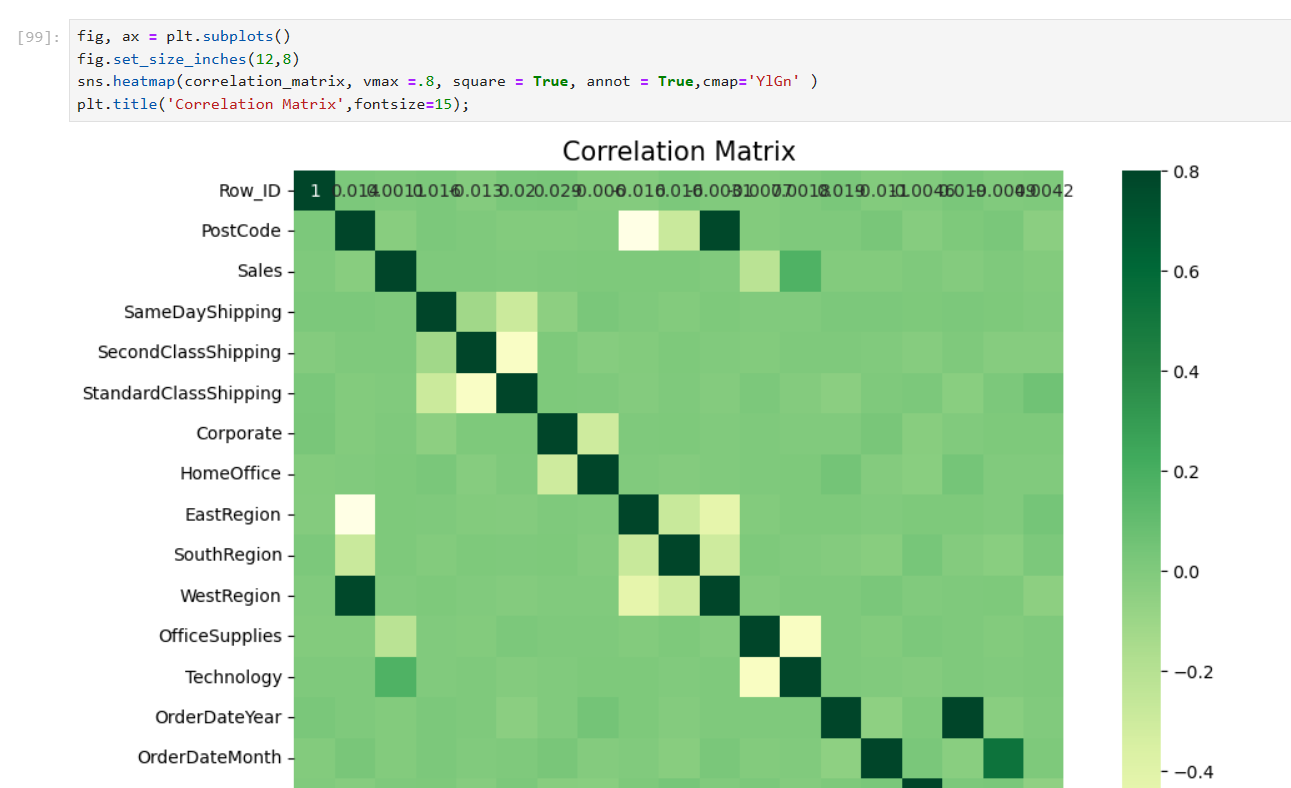 [99]:
fig, ax = plt.subplots()
fig.set_size_inches(12,8)
sns.heatmap(correlation_matrix, vmax =.8, square = True, annot = True,cmap='YlGn' )
plt.title('Correlation Matrix',fontsize=15);
Correlation Matrix
Row_ID 1
PostCode
Sales
SameDayShipping
SecondClassShipping
StandardClassShipping
Corporate
HomeOffice
EastRegion
SouthRegion
WestRegion
OfficeSupplies
Technology
OrderDateYear
OrderDateMonth
0.8
0.6
0.4
0.2
0.0
−0.2
−0.4